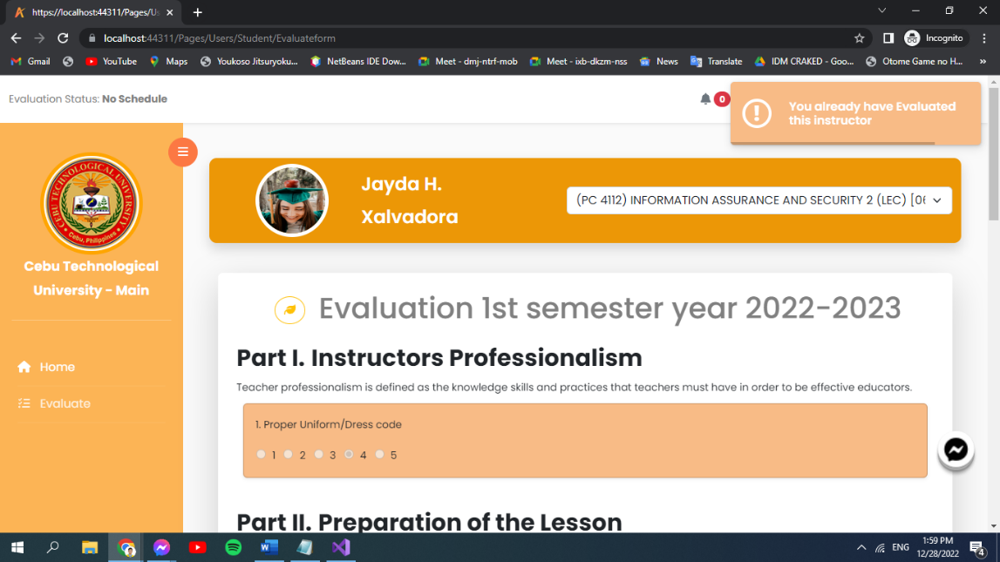 https://localhost:44311/Pages/Us
localhost:44311/Pages/Users/Student/Evaluateform
Incognito
Gmail
YouTube
Maps
Youkoso Jitsuryoku...
NetBeans IDE Dow...
Meet - dmj-ntrf-mob
Meet - ixb-dkzm-nss
News
Translate
IDM CRAKED - Goo...
Otome Game no H...
»
Evaluation Status: No Schedule
0
You already have Evaluated
this instructor
CEBU TECHNOLOGICAL UNIVERSITY
Cebu, Philippines
Cebu Technological
University - Main
Home
Evaluate
Jayda H.
Xalvadora
(PC 4112) INFORMATION ASSURANCE AND SECURITY 2 (LEC) [06
Evaluation 1st semester year 2022-2023
Part I. Instructors Professionalism
Teacher professionalism is defined as the knowledge skills and practices that teachers must have in order to be effective educators.
1. Proper Uniform/Dress code
1 2 3 4 5
Part II. Preparation of the Lesson
ENG
1:59 PM
12/28/2022
4